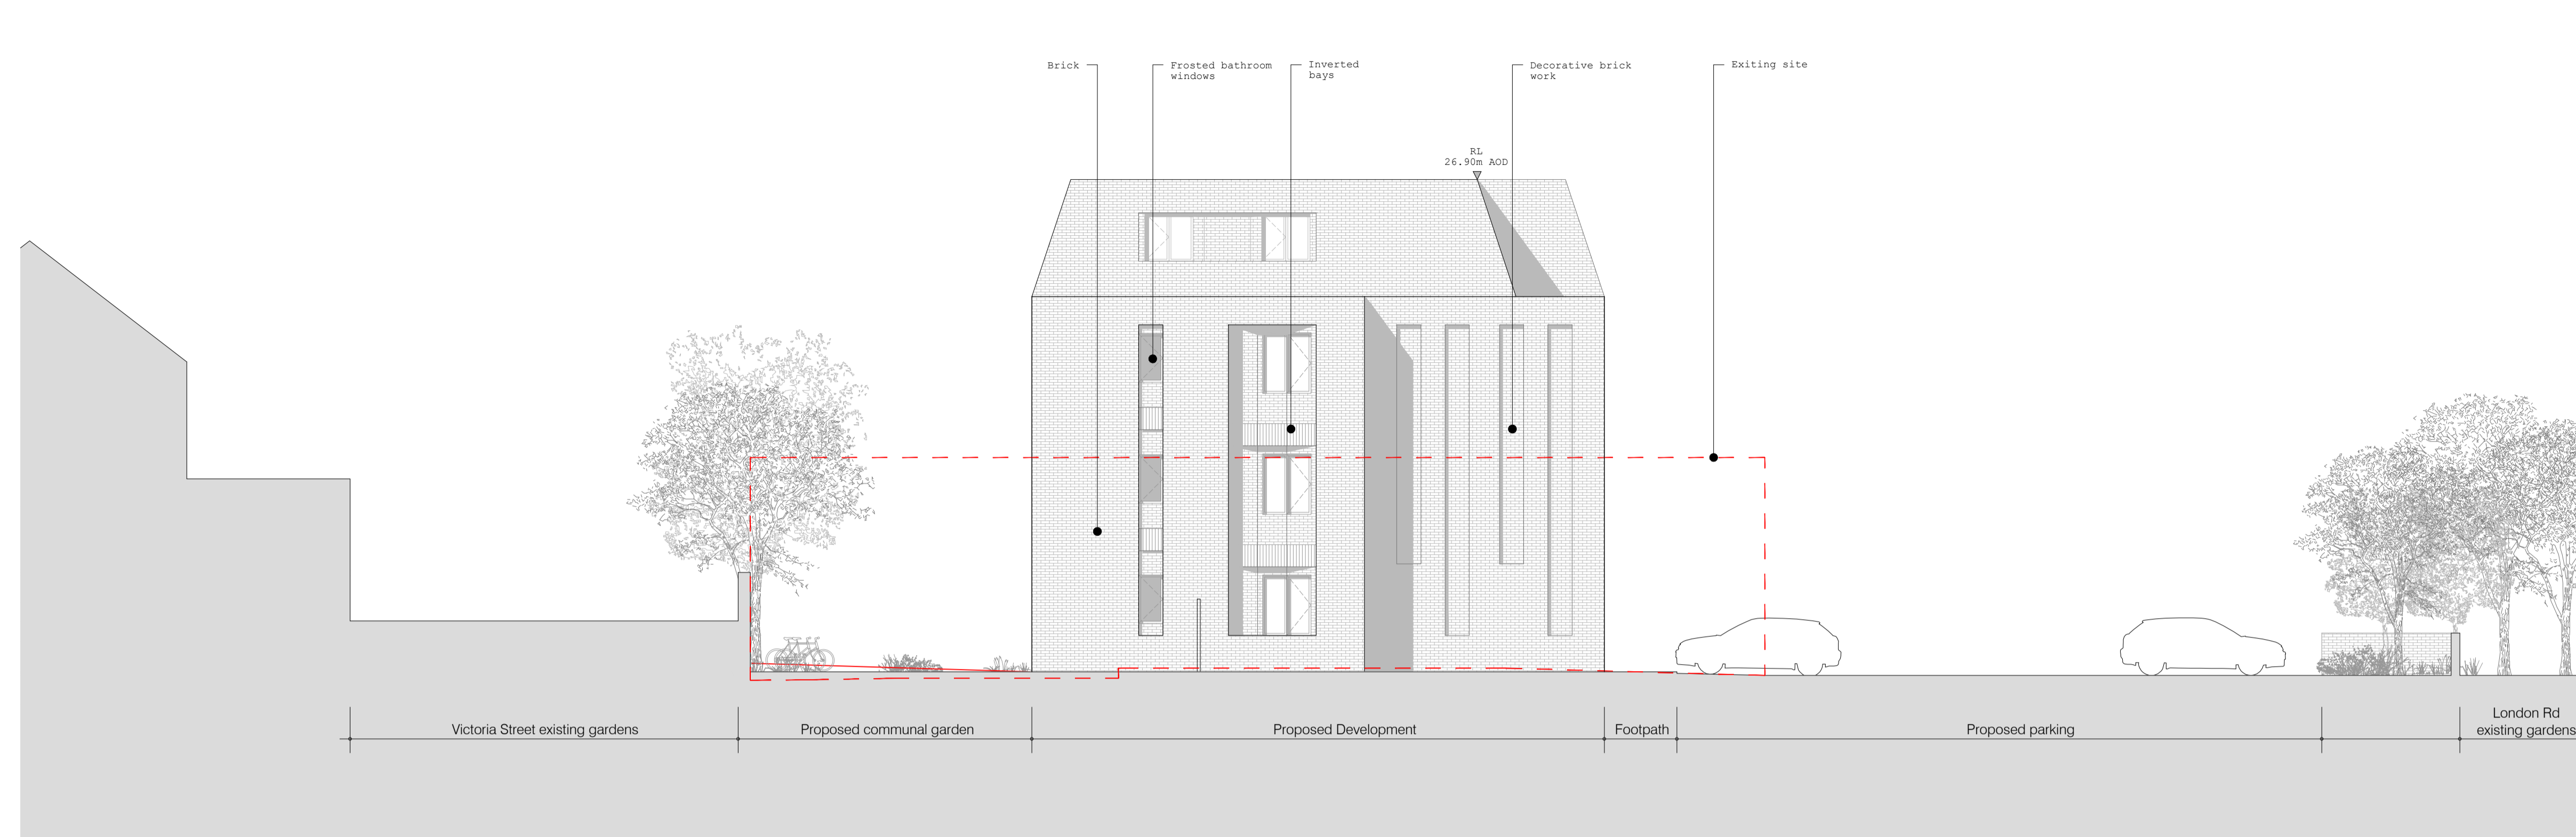 Brick
Frosted bathroom
windows
Inverted
bays
Decorative brick
work
Exiting site
RL
26.90m AOD
Victoria Street existing gardens
Proposed communal garden
Proposed Development
Footpath
Proposed parking
London Rd
existing gardens